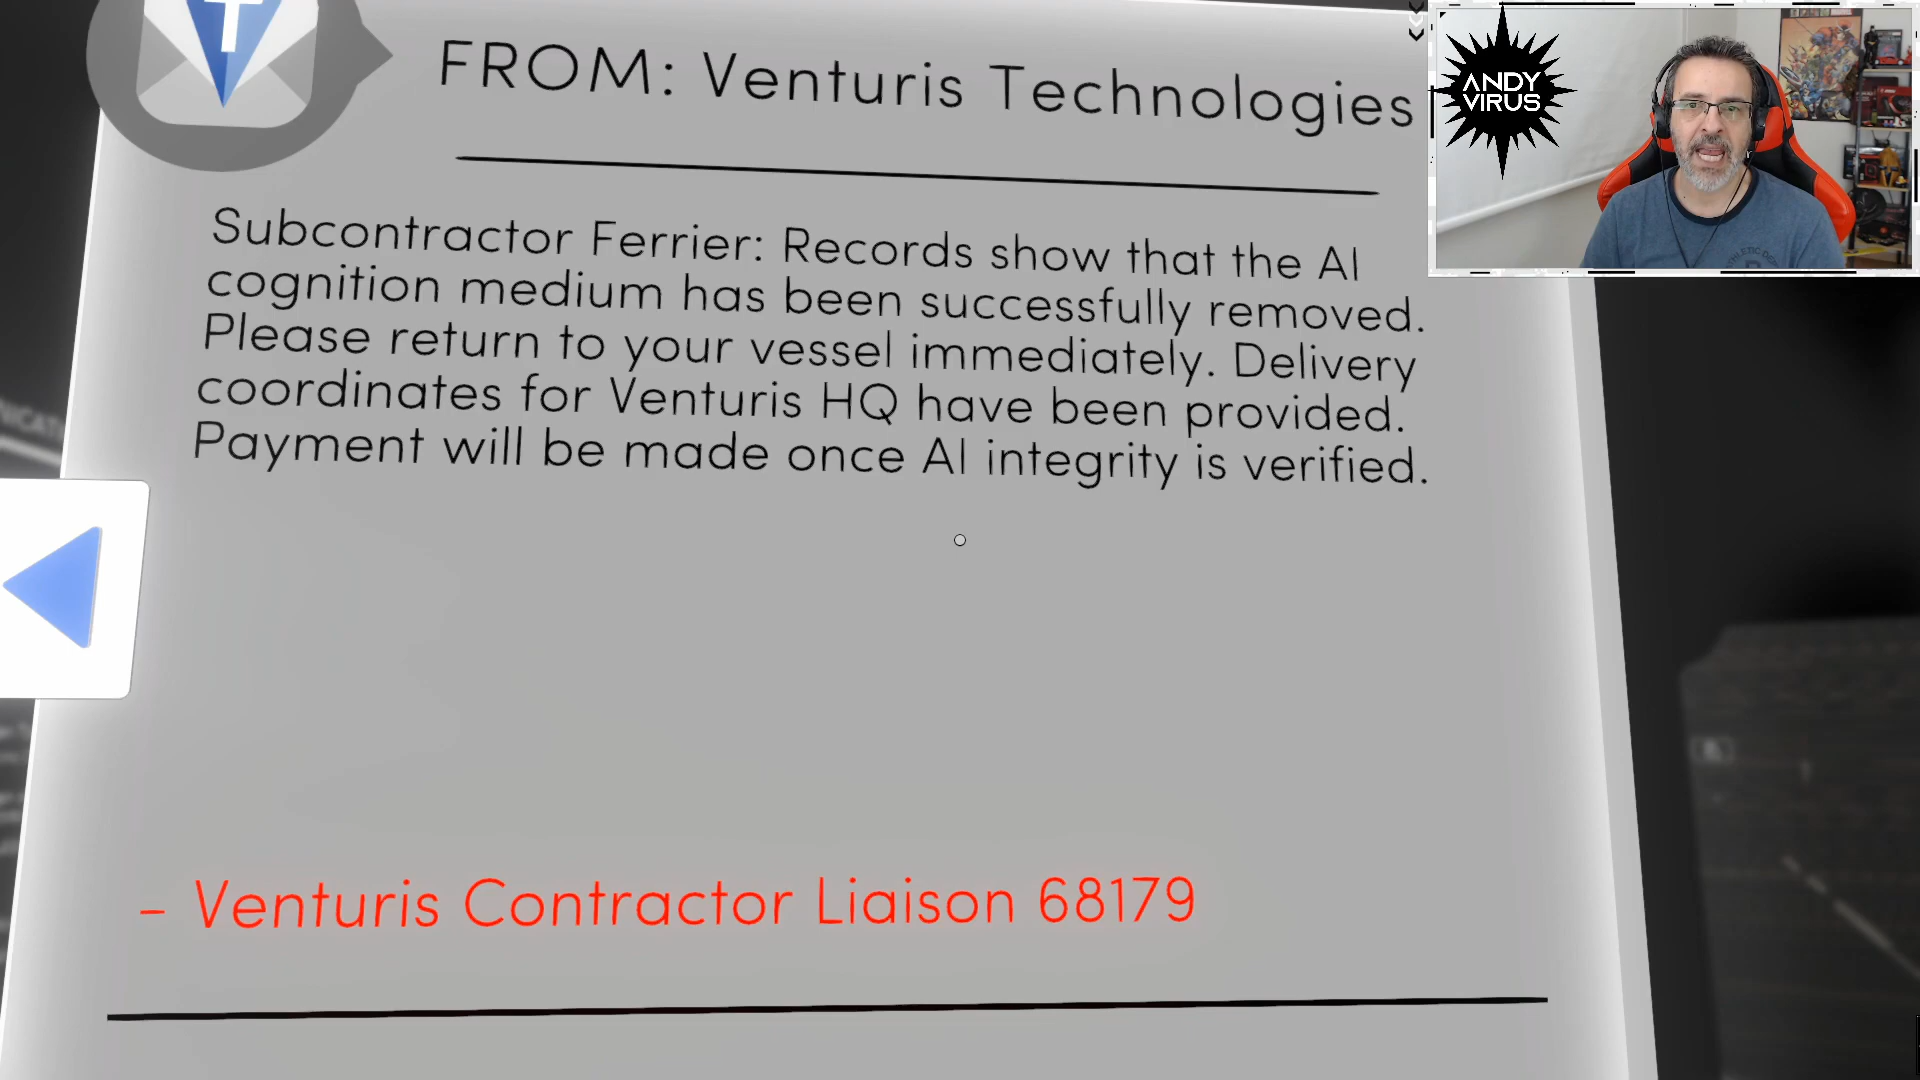 T
FROM: Venturis Technologies
ANDY
VIRUS
Subcontractor Ferrier: Records show that the AI
cognition medium has been successfully removed.
Please return to your vessel immediately. Delivery
coordinates for Venturis HQ have been provided.
Payment will be made once AI integrity is verified.
- Venturis Contractor Liaison 68179